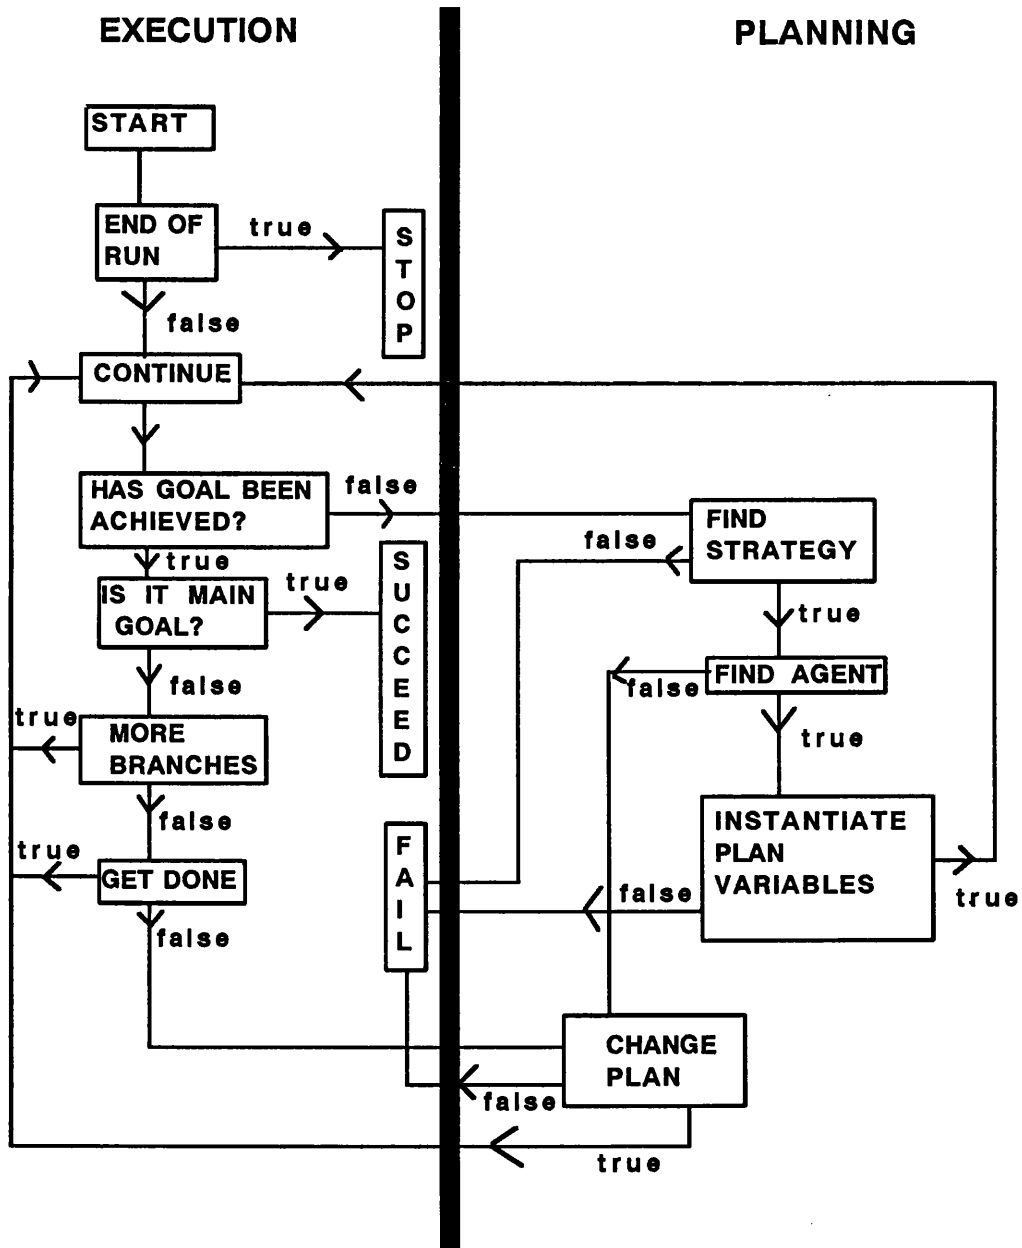 EXECUTION
PLANNING
START
END OF
RUN
true
false
S
T
O
P
CONTINUE
HAS GOAL BEEN
ACHIEVED?
false
true
IS IT MAIN
GOAL?
true
false
S
U
C
C
E
E
D
FIND
STRATEGY
false
true
FIND AGENT
false
true
MORE
BRANCHES
true
false
INSTANTIATE
PLAN
VARIABLES
false
true
F
A
I
L
GET DONE
true
false
CHANGE
PLAN
false
true